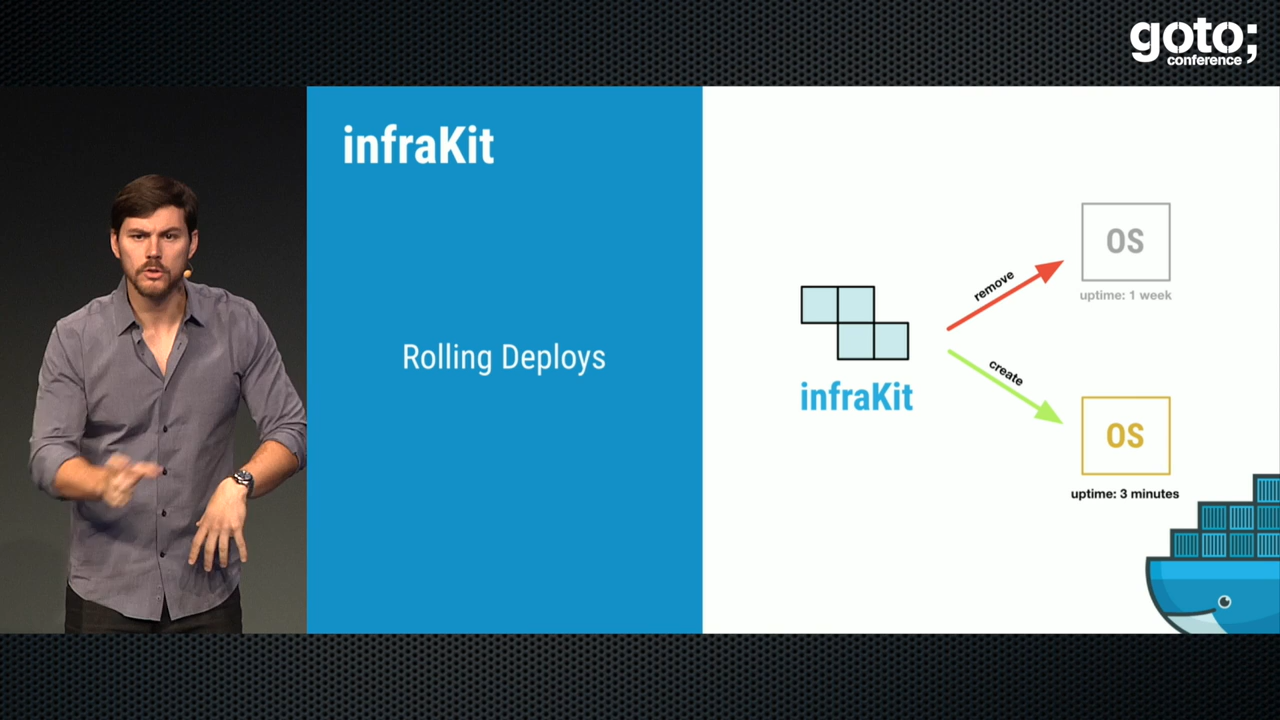 goto;
conference
infraKit
Rolling Deploys
infraKit
remove
create
OS
uptime: 1 week
OS
uptime: 3 minutes